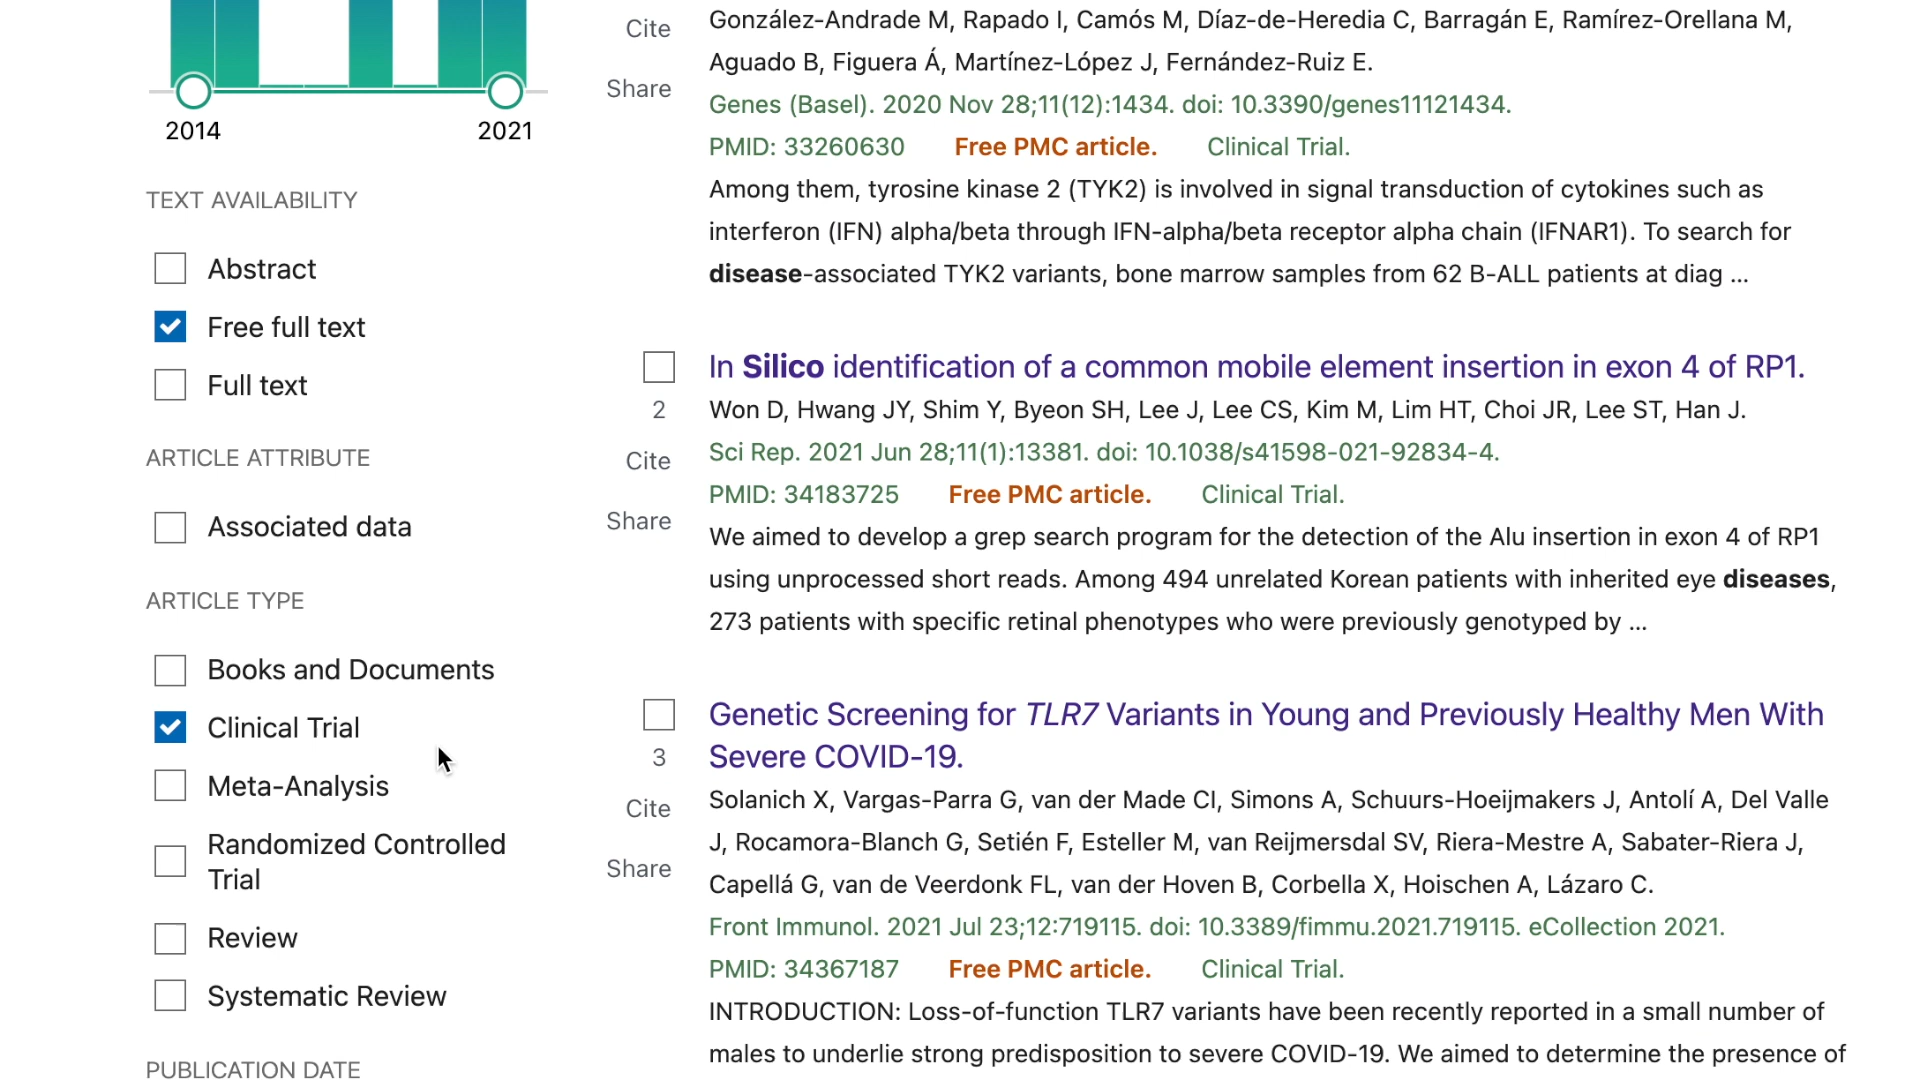 2014
2021
TEXT AVAILABILITY
Abstract
Free full text
Full text
ARTICLE ATTRIBUTE
Associated data
ARTICLE TYPE
Books and Documents
Clinical Trial
Meta-Analysis
Randomized Controlled
Trial
Review
Systematic Review
PUBLICATION DATE
Cite
Share
González-Andrade M, Rapado I, Camós M, Díaz-de-Heredia C, Barragán E, Ramírez-Orellana M,
Aguado B, Figuera Á, Martínez-López J, Fernández-Ruiz E.
Genes (Basel). 2020 Nov 28;11(12):1434. doi: 10.3390/genes11121434.
PMID: 33260630 Free PMC article. Clinical Trial.
Among them, tyrosine kinase 2 (TYK2) is involved in signal transduction of cytokines such as
interferon (IFN) alpha/beta through IFN-alpha/beta receptor alpha chain (IFNAR1). To search for
disease-associated TYK2 variants, bone marrow samples from 62 B-ALL patients at diag ...
2
Cite
Share
In Silico identification of a common mobile element insertion in exon 4 of RP1.
Won D, Hwang JY, Shim Y, Byeon SH, Lee J, Lee CS, Kim M, Lim HT, Choi JR, Lee ST, Han J.
Sci Rep. 2021 Jun 28;11(1):13381. doi: 10.1038/s41598-021-92834-4.
PMID: 34183725 Free PMC article. Clinical Trial.
We aimed to develop a grep search program for the detection of the Alu insertion in exon 4 of RP1
using unprocessed short reads. Among 494 unrelated Korean patients with inherited eye diseases,
273 patients with specific retinal phenotypes who were previously genotyped by ...
3
Cite
Share
Genetic Screening for TLR7 Variants in Young and Previously Healthy Men With
Severe COVID-19.
Solanich X, Vargas-Parra G, van der Made CI, Simons A, Schuurs-Hoeijmakers J, Antolí A, Del Valle
J, Rocamora-Blanch G, Setién F, Esteller M, van Reijmersdal SV, Riera-Mestre A, Sabater-Riera J,
Capellá G, van de Veerdonk FL, van der Hoven B, Corbella X, Hoischen A, Lázaro C.
Front Immunol. 2021 Jul 23;12:719115. doi: 10.3389/fimmu.2021.719115. eCollection 2021.
PMID: 34367187 Free PMC article. Clinical Trial.
INTRODUCTION: Loss-of-function TLR7 variants have been recently reported in a small number of
males to underlie strong predisposition to severe COVID-19. We aimed to determine the presence of